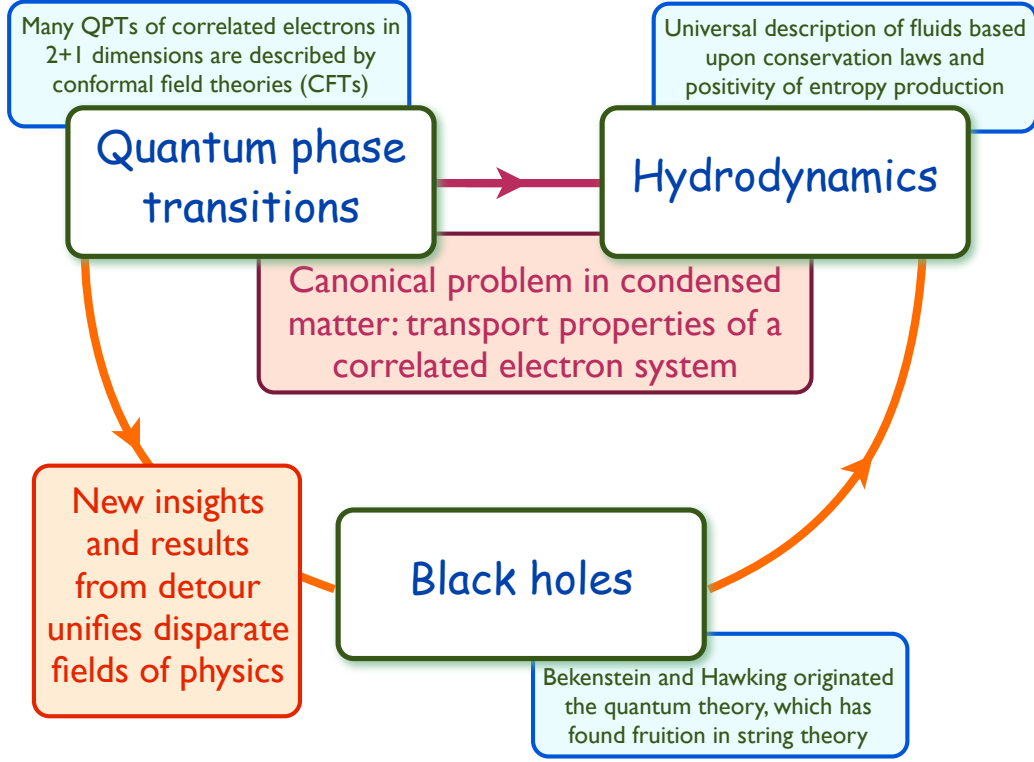 Many QPTs of correlated electrons in
2+1 dimensions are described by
conformal field theories (CFTs)
Universal description of fluids based
upon conservation laws and
positivity of entropy production
Quantum phase
transitions
Hydrodynamics
Canonical problem in condensed
matter: transport properties of a
correlated electron system
New insights
and results
from detour
unifies disparate
fields of physics
Black holes
Bekenstein and Hawking originated
the quantum theory, which has
found fruition in string theory